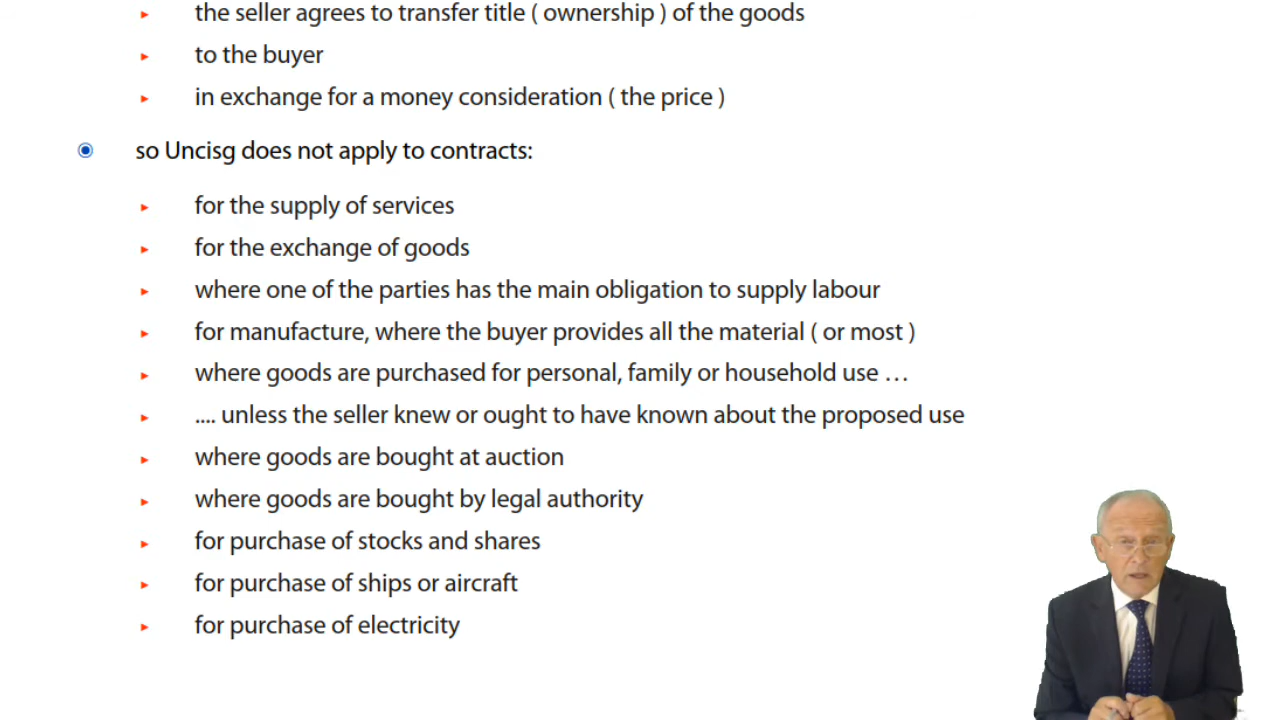 the seller agrees to transfer title ( ownership ) of the goods
to the buyer
in exchange for a money consideration ( the price )
so Uncisg does not apply to contracts:
for the supply of services
for the exchange of goods
where one of the parties has the main obligation to supply labour
for manufacture, where the buyer provides all the material ( or most )
where goods are purchased for personal, family or household use …
.... unless the seller knew or ought to have known about the proposed use
where goods are bought at auction
where goods are bought by legal authority
for purchase of stocks and shares
for purchase of ships or aircraft
for purchase of electricity